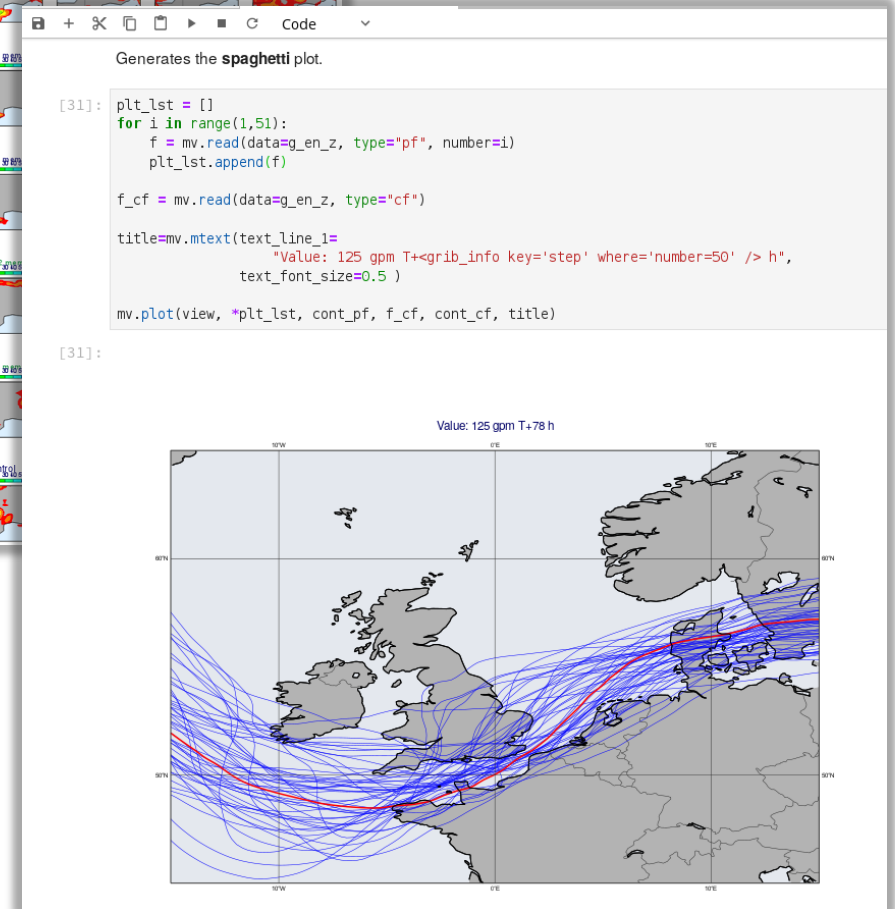 Code
Generates the spaghetti plot.
[31]:
plt_lst = []
for i in range(1,51):
    f = mv.read(data=g_en_z, type="pf", number=i)
    plt_lst.append(f)
f_cf = mv.read(data=g_en_z, type="cf")
title=mv.mtext(text_line_1=
                   "Value: 125 gpm T+<grib_info key='step' where='number=50' /> h",
               text_font_size=0.5 )
mv.plot(view, *plt_lst, cont_pf, f_cf, cont_cf, title)
[31]:
Value: 125 gpm T+78 h
10°W 0°E 10°E
60°N 60°N
50°N 50°N
10°W 0°E 10°E